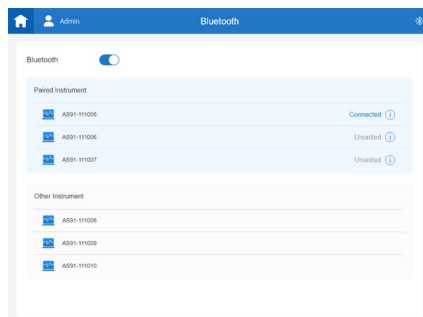 Admin
Bluetooth
Bluetooth
Paired Instrument
AS91-111005 Connected
AS91-111006 Ununited
AS91-111007 Ununited
Other Instrument
AS91-111008
AS91-111009
AS91-111010